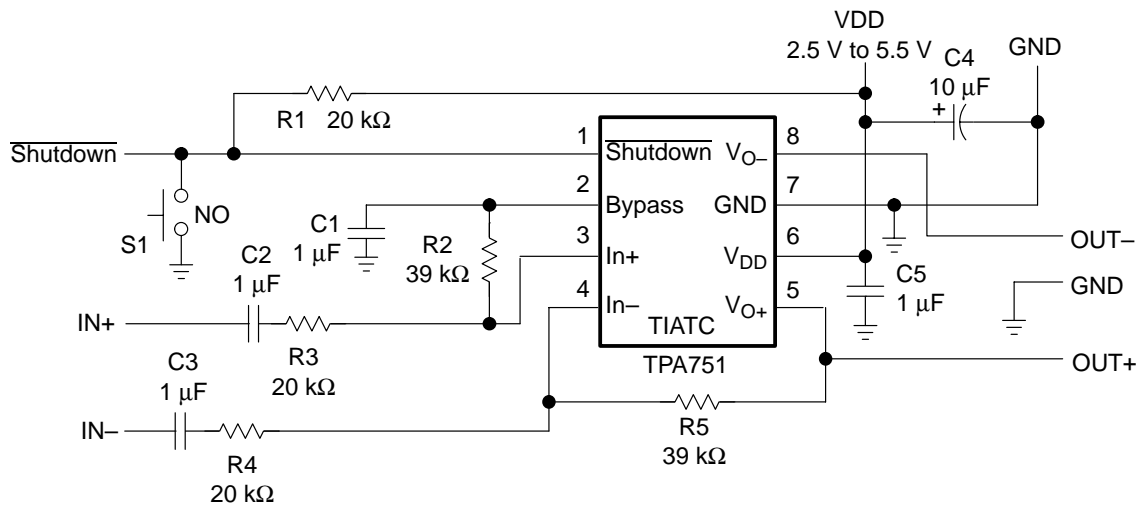 VDD
2.5 V to 5.5 V
GND
C4
10 μF
+
R1 20 kΩ
Shutdown
1
Shutdown
VO–
8
S1
NO
2
Bypass
GND
7
C1
1 μF
R2
39 kΩ
3
In+
VDD
6
OUT–
C2
1 μF
4
In–
VO+
5
C5
1 μF
GND
IN+
R3
20 kΩ
TIATC
TPA751
OUT+
C3
1 μF
IN–
R4
20 kΩ
R5
39 kΩ